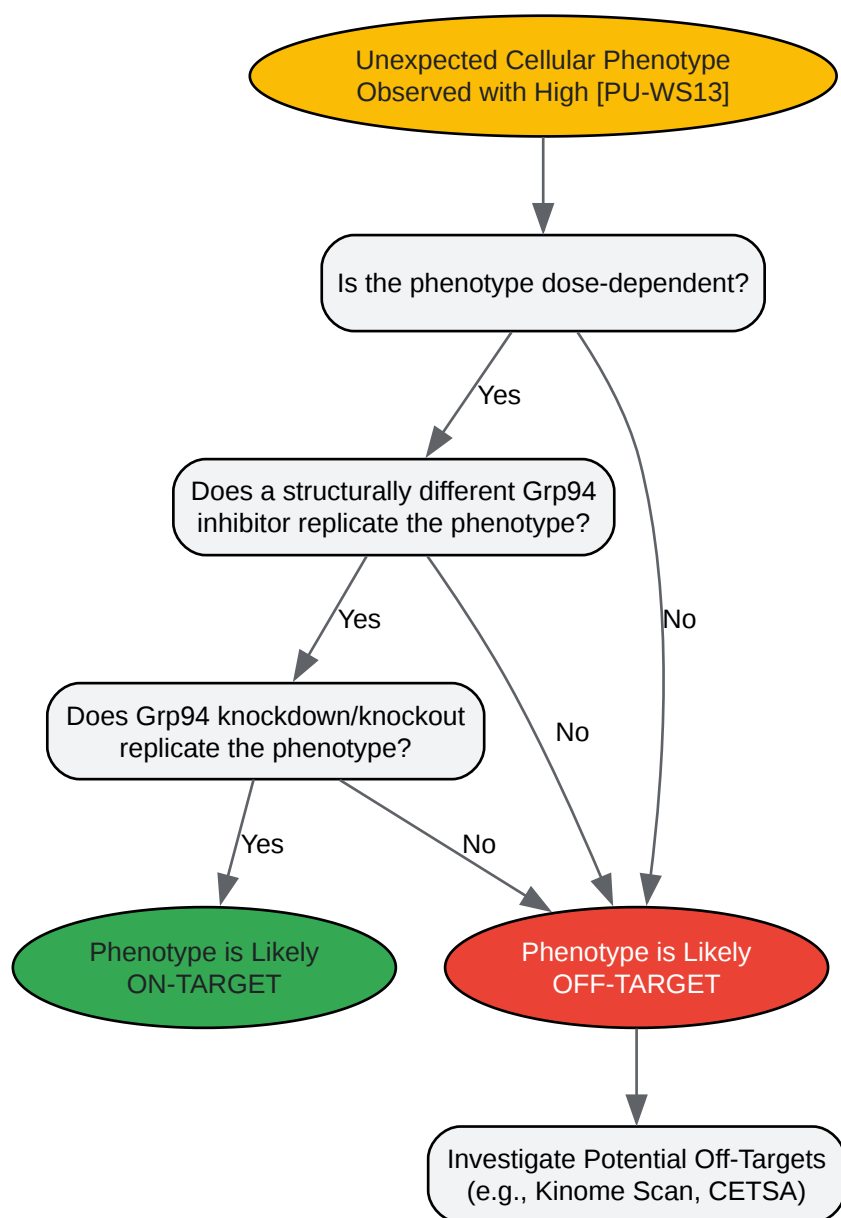 Unexpected Cellular Phenotype
Observed with High [PU-WS13]
Is the phenotype dose-dependent?
Yes
Does a structurally different Grp94
inhibitor replicate the phenotype?
Yes
No
Does Grp94 knockdown/knockout
replicate the phenotype?
No
Yes
No
Phenotype is Likely
ON-TARGET
Phenotype is Likely
OFF-TARGET
Investigate Potential Off-Targets
(e.g., Kinome Scan, CETSA)